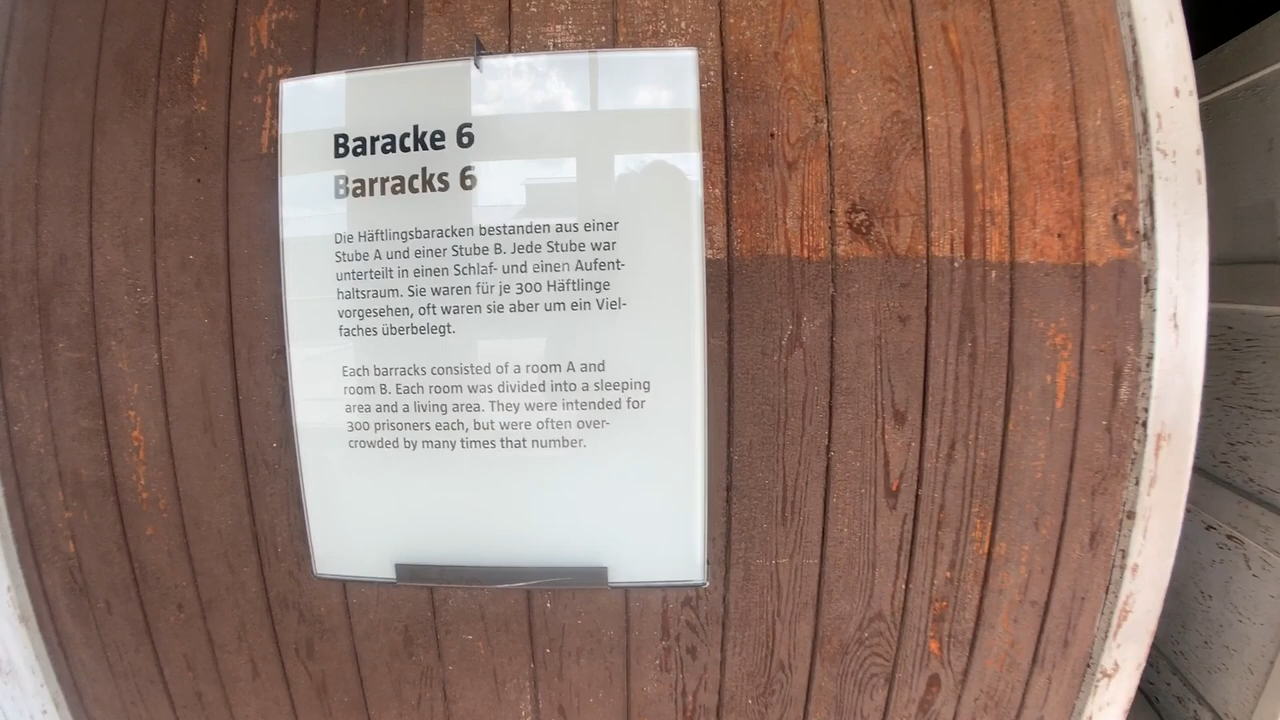 Baracke 6
Barracks 6
Die Häftlingsbaracken bestanden aus einer
Stube A und einer Stube B. Jede Stube war
unterteilt in einen Schlaf- und einen Aufent-
haltsraum. Sie waren für je 300 Häftlinge
vorgesehen, oft waren sie aber um ein Viel-
faches überbelegt.
Each barracks consisted of a room A and
room B. Each room was divided into a sleeping
area and a living area. They were intended for
300 prisoners each, but were often over-
crowded by many times that number.